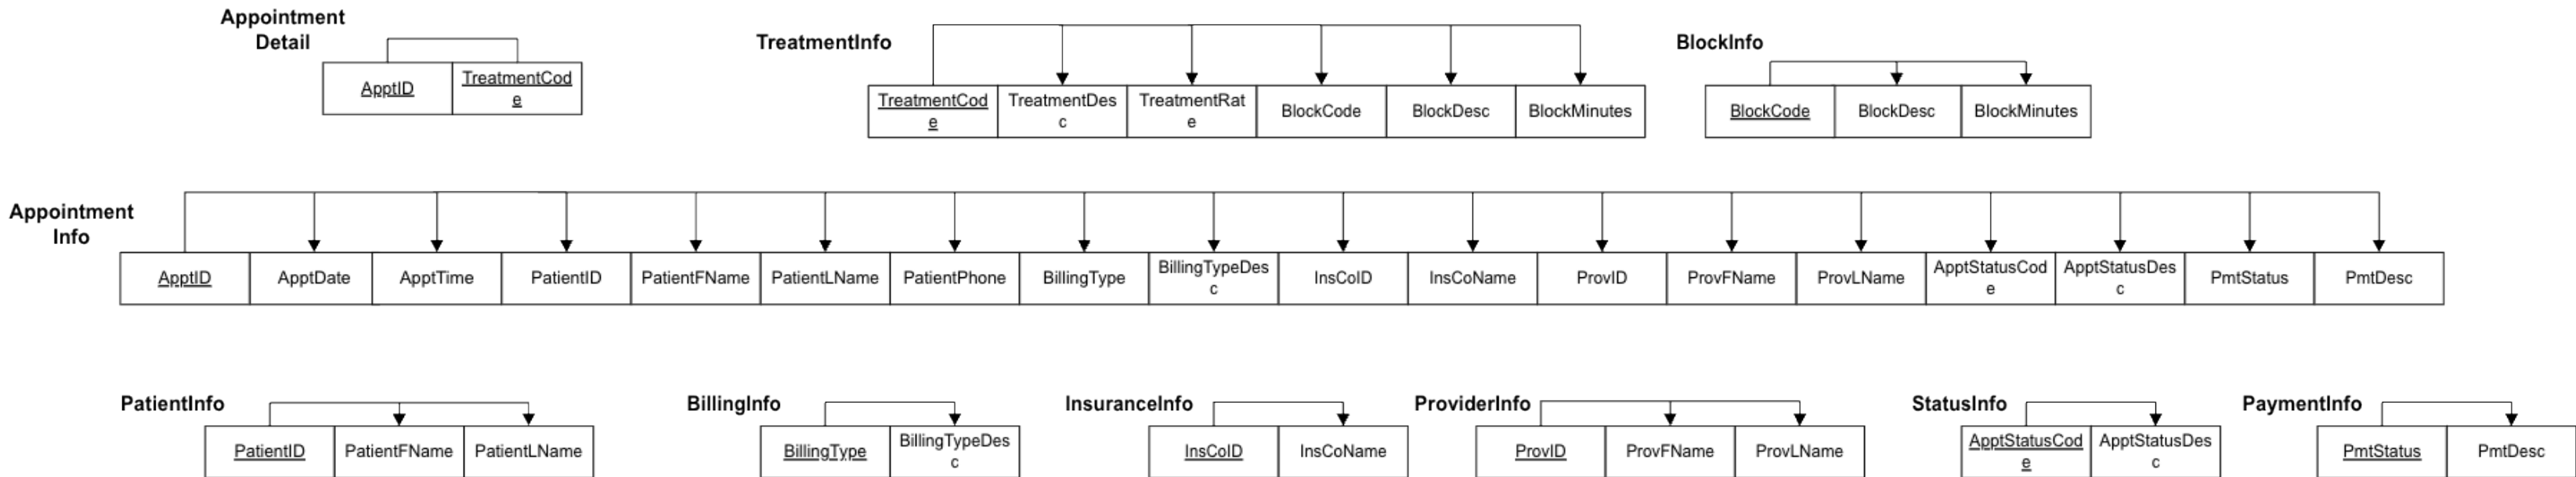 Appointment
Detail
ApptID
TreatmentCod
e
TreatmentInfo
TreatmentCod
e
TreatmentDes
c
TreatmentRat
e
BlockCode
BlockDesc
BlockMinutes
BlockInfo
BlockCode
BlockDesc
BlockMinutes
Appointment
Info
ApptID
ApptDate
ApptTime
PatientID
PatientFName
PatientLName
PatientPhone
BillingType
BillingTypeDes
c
InsCoID
InsCoName
ProvID
ProvFName
ProvLName
ApptStatusCod
e
ApptStatusDes
c
PmtStatus
PmtDesc
PatientInfo
PatientID
PatientFName
PatientLName
BillingInfo
BillingType
BillingTypeDes
c
InsuranceInfo
InsCoID
InsCoName
ProviderInfo
ProvID
ProvFName
ProvLName
StatusInfo
ApptStatusCod
e
ApptStatusDes
c
PaymentInfo
PmtStatus
PmtDesc